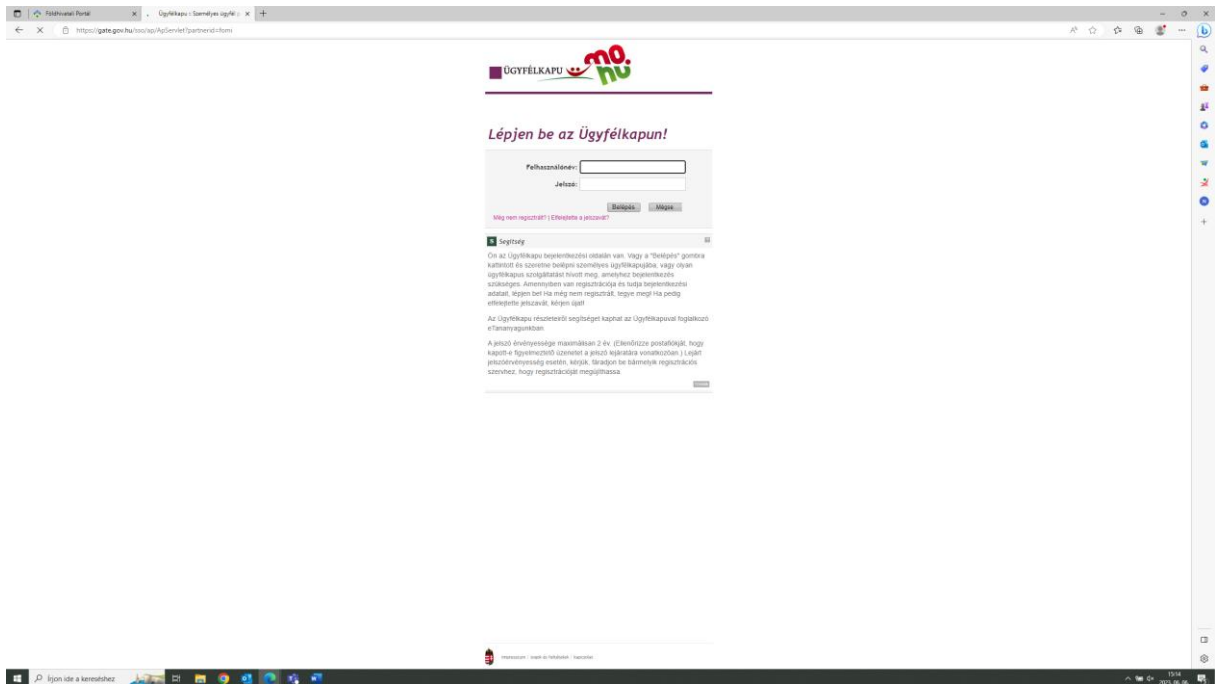 Földhivatali Portál
Ügyfélkapu :: Személyes ügyfél
https://gate.gov.hu/sso/ap/ApServlet?partnerid=fomi
ÜGYFÉLKAPU mo.hu
Lépjen be az Ügyfélkapun!
Felhasználónév:
Jelszó:
Belépés Mégse
Még nem regisztrált? | Elfelejtette a jelszavát?
S Segítség
Ön az Ügyfélkapu bejelentkezési oldalán van. Vagy a "Belépés" gombra
kattintott és szeretne belépni személyes ügyfélkapujába, vagy olyan
ügyfélkapus szolgáltatást hívott meg, amelyhez bejelentkezés
szükséges. Amennyiben van regisztrációja és tudja bejelentkezési
adatait, lépjen be! Ha még nem regisztrált, tegye meg! Ha pedig
elfelejtette jelszavát, kérjen újat!
Az Ügyfélkapu részleteiről segítséget kaphat az Ügyfélkapuval foglalkozó
eTananyagunkban
A jelszó érvényessége maximálisan 2 év. (Ellenőrizze postafiókját, hogy
kapott-e figyelmeztető üzenetet a jelszó lejáratára vonatkozóan.) Lejárt
jelszóérvényesség esetén, kérjük, fáradjon be bármelyik regisztrációs
szervhez, hogy regisztrációját megújíthassa
Írjon ide a kereséshez
15:14
2023. 06. 06.